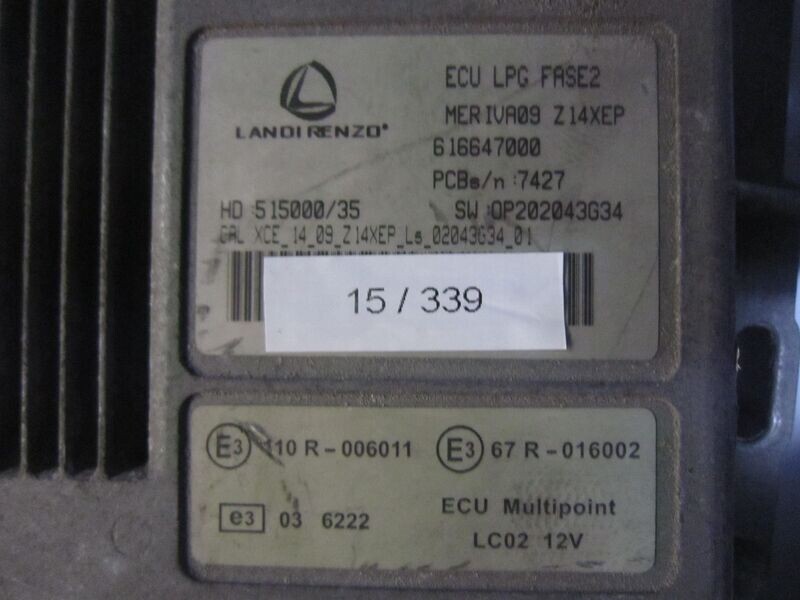 LANDI RENZO®
ECU LPG FASE2
MERIVA09 Z14XEP
616647000
PCBs/n :7427
HD :515000/35 SW :OP202043G34
CAL XCE_14_09_Z14XEP_Ls_02043G34_01
15 / 339
E3 110 R-006011 E3 67 R-016002
e3 03 6222
ECU Multipoint
LC02 12V